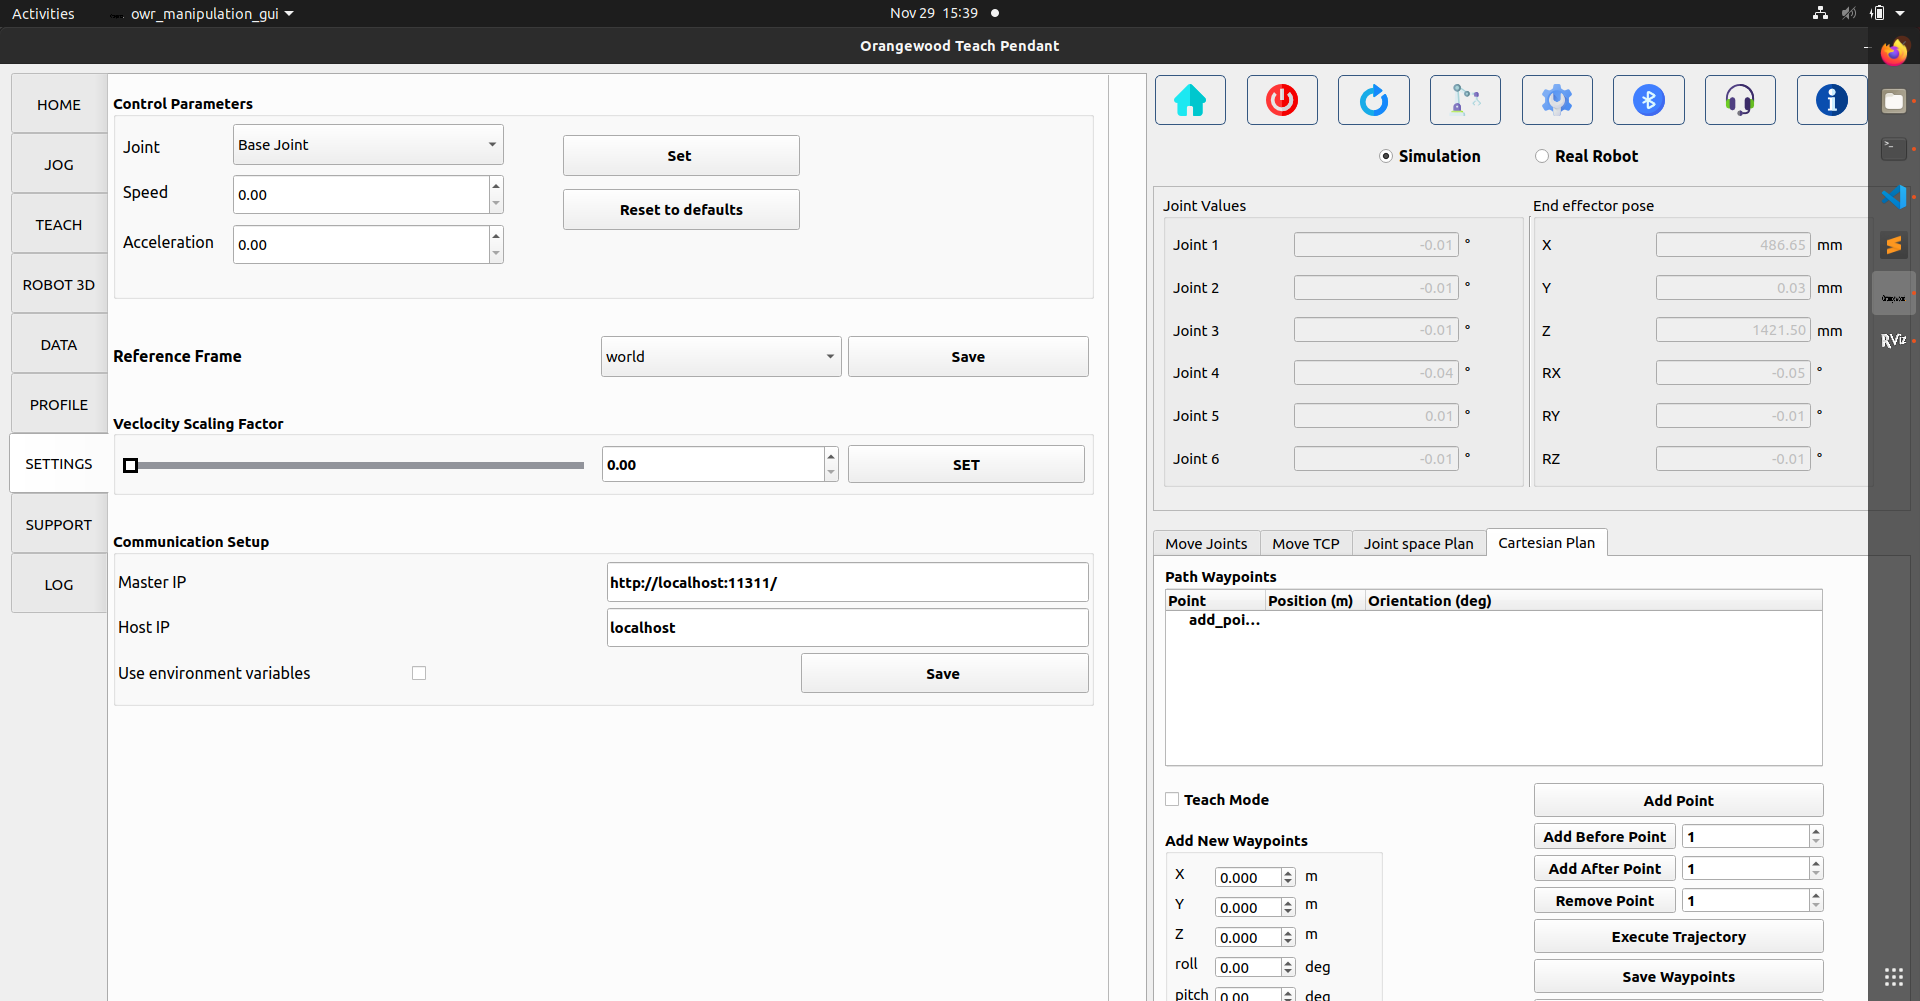 Activities owr_manipulation_gui Nov 29 15:39
Orangewood Teach Pendant
HOME
JOG
TEACH
ROBOT 3D
DATA
PROFILE
SETTINGS
SUPPORT
LOG
Control Parameters
Joint Base Joint Set
Speed 0.00 Reset to defaults
Acceleration 0.00
Reference Frame world Save
Veclocity Scaling Factor
0.00 SET
Communication Setup
Master IP http://localhost:11311/
Host IP localhost
Use environment variables Save
Simulation Real Robot
Joint Values
Joint 1 -0.01 °
Joint 2 -0.01 °
Joint 3 -0.01 °
Joint 4 -0.04 °
Joint 5 0.01 °
Joint 6 -0.01 °
End effector pose
X 486.65 mm
Y 0.03 mm
Z 1421.50 mm
RX -0.05 °
RY -0.01 °
RZ -0.01 °
Move Joints Move TCP Joint space Plan Cartesian Plan
Path Waypoints
Point Position (m) Orientation (deg)
add_poi...
Teach Mode
Add New Waypoints
X 0.000 m
Y 0.000 m
Z 0.000 m
roll 0.00 deg
pitch 0.00 deg
Add Point
Add Before Point 1
Add After Point 1
Remove Point 1
Execute Trajectory
Save Waypoints
RViz